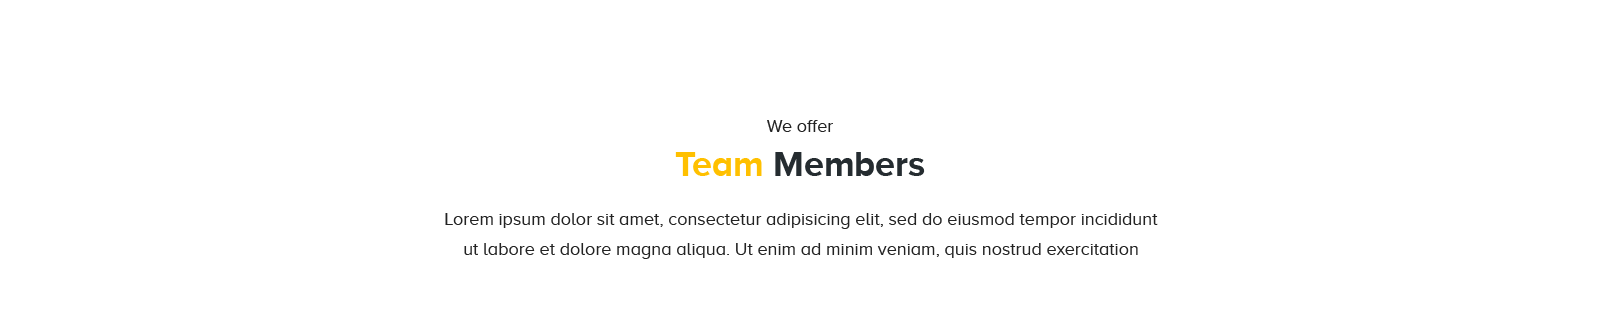 We offer
Team Members
Lorem ipsum dolor sit amet, consectetur adipisicing elit, sed do eiusmod tempor incididunt
ut labore et dolore magna aliqua. Ut enim ad minim veniam, quis nostrud exercitation